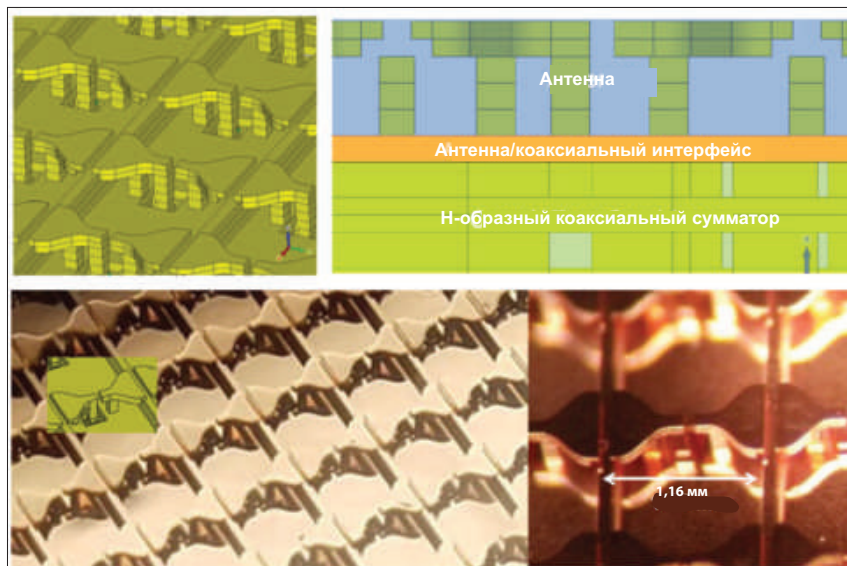 Антенна
Антенна/коаксиальный интерфейс
Н-образный коаксиальный сумматор
1,16 мм